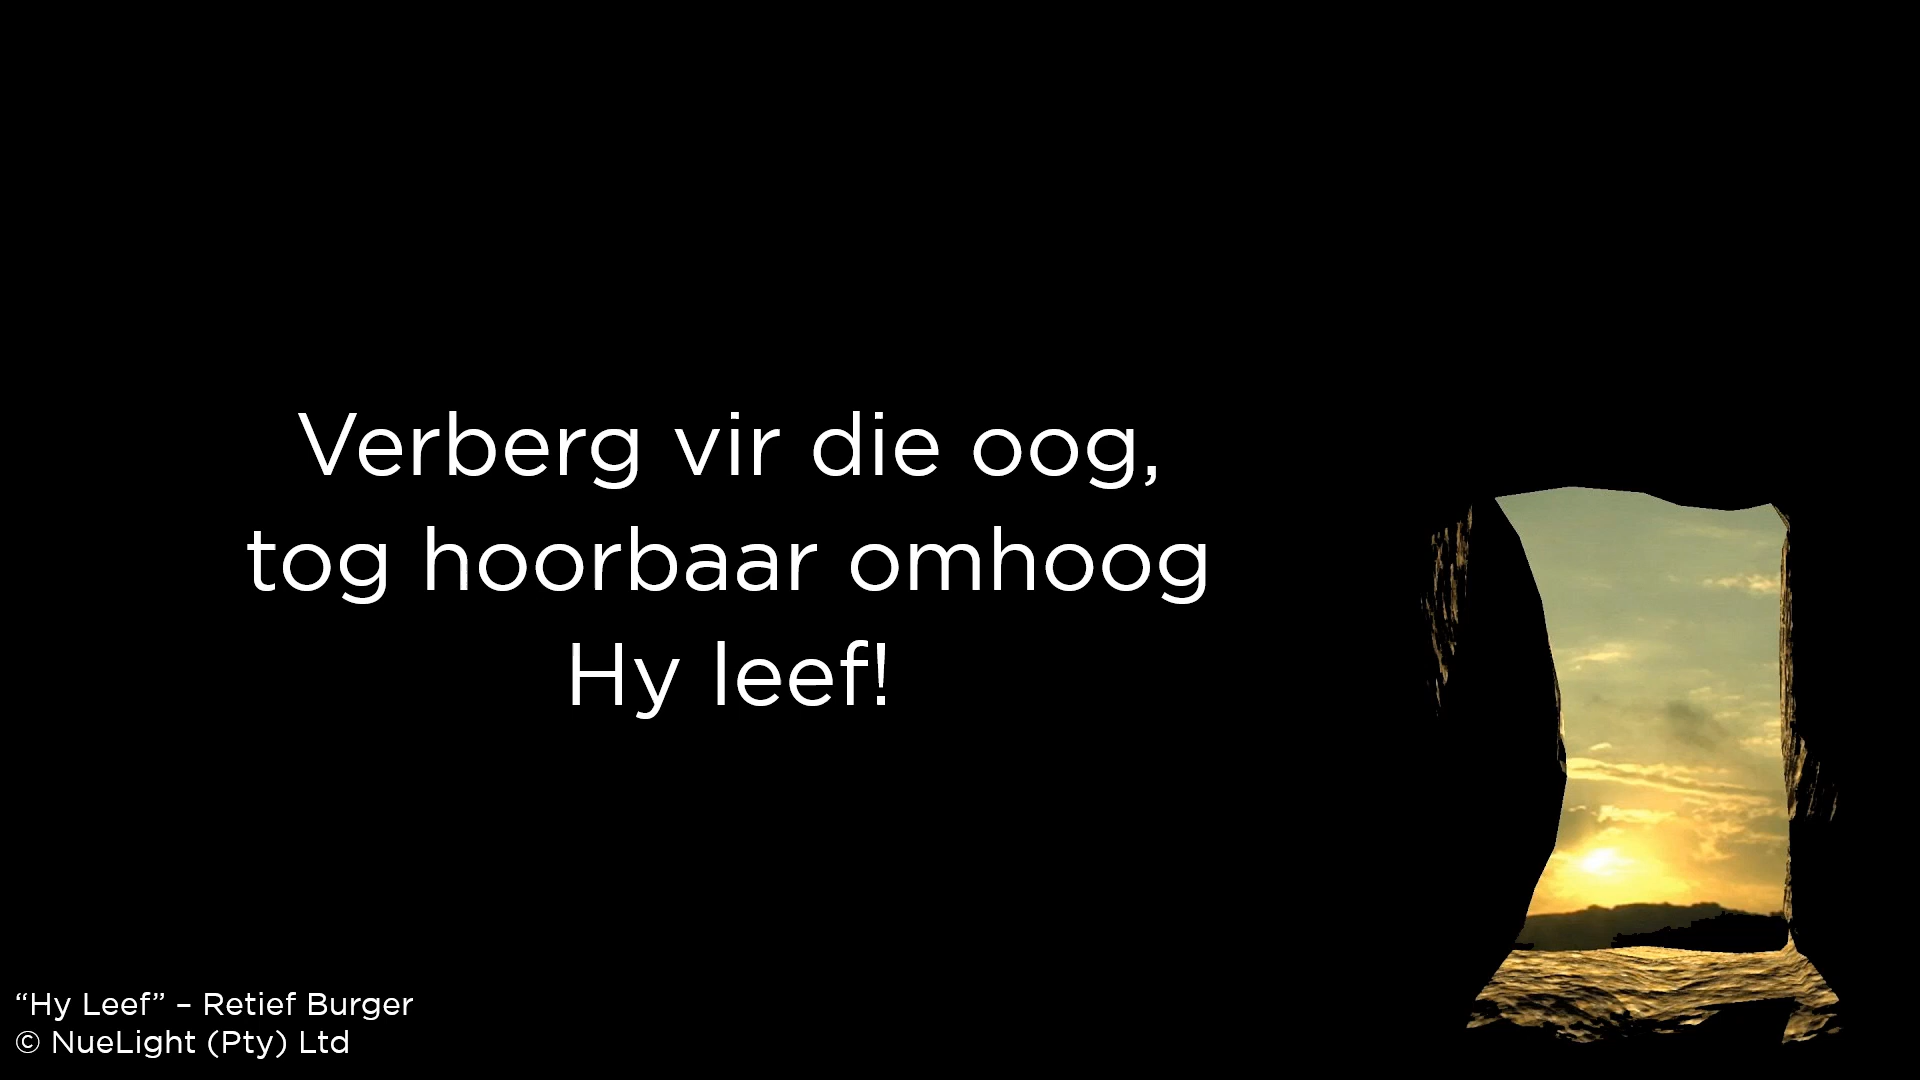 Verberg vir die oog,
tog hoorbaar omhoog
Hy leef!
“Hy Leef” – Retief Burger
© NueLight (Pty) Ltd